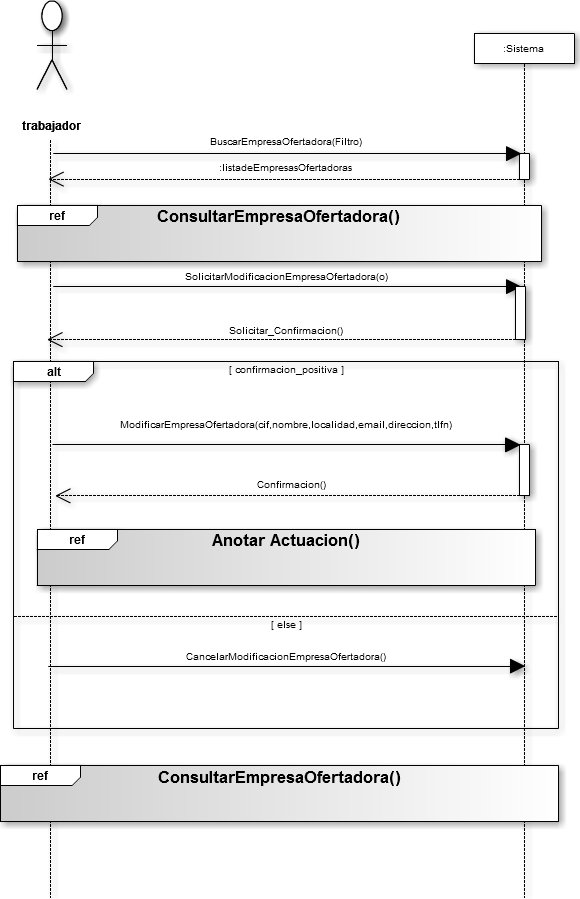 :Sistema
trabajador
BuscarEmpresaOfertadora(Filtro)
:listadeEmpresasOfertadoras
ref
ConsultarEmpresaOfertadora()
SolicitarModificacionEmpresaOfertadora(o)
Solicitar_Confirmacion()
alt
[ confirmacion_positiva ]
ModificarEmpresaOfertadora(cif,nombre,localidad,email,direccion,tlfn)
Confirmacion()
ref
Anotar Actuacion()
[ else ]
CancelarModificacionEmpresaOfertadora()
ref
ConsultarEmpresaOfertadora()